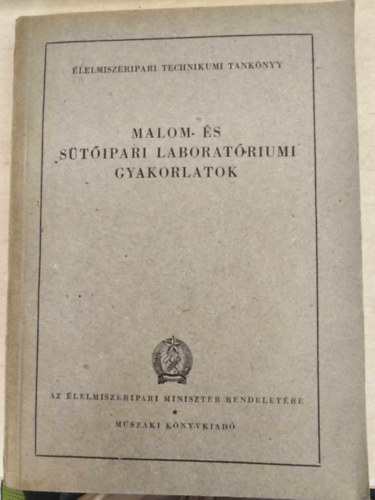 ÉLELMISZERIPARI TECHNIKUMI TANKÖNYV
MALOM- ÉS
SÜTŐIPARI LABORATÓRIUMI
GYAKORLATOK
AZ ÉLELMISZERIPARI MINISZTER RENDELETÉRE
★
MŰSZAKI KÖNYVKIADÓ